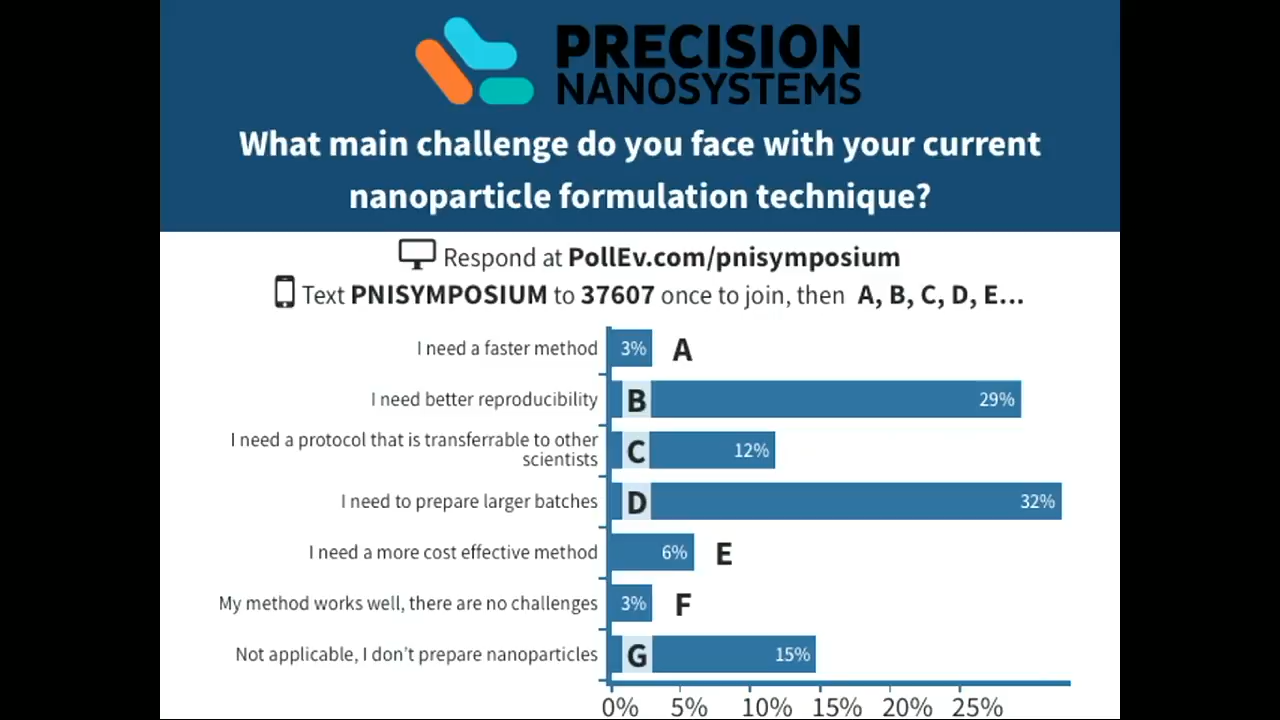 PRECISION
NANOSYSTEMS
What main challenge do you face with your current
nanoparticle formulation technique?
Respond at PollEv.com/pnisymposium
Text PNISYMPOSIUM to 37607 once to join, then A, B, C, D, E...
I need a faster method 3% A
I need better reproducibility B 29%
I need a protocol that is transferrable to other
scientists C 12%
I need to prepare larger batches D 32%
I need a more cost effective method 6% E
My method works well, there are no challenges 3% F
Not applicable, I don't prepare nanoparticles G 15%
0% 5% 10% 15% 20% 25%